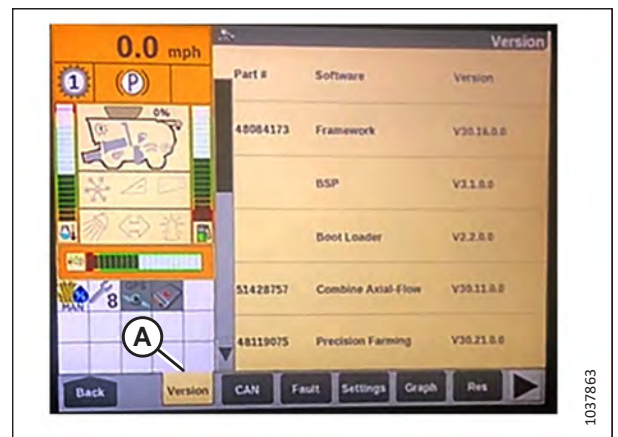 0.0 mph
Version
1
(P)
Part # Software Version
0%
48084173 Framework V30.16.0.0
BSP V3.1.0.0
Boot Loader V2.2.0.0
51428757 Combine Axial-Flow V30.11.0.0
MAN 8 GPS
48119075 Precision Farming V30.21.0.0
A
Back Version CAN Fault Settings Graph Res
1037863